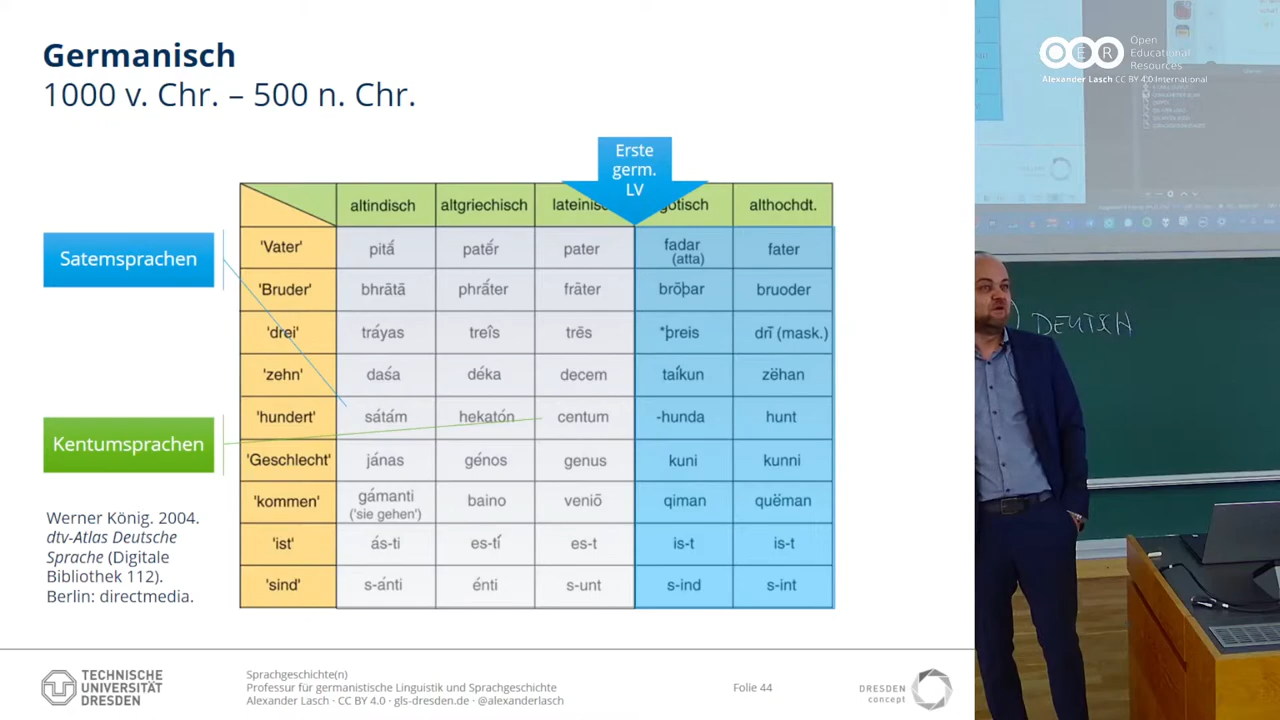 Germanisch
1000 v. Chr. – 500 n. Chr.
Erste
germ.
LV
altindisch altgriechisch lateinisc gotisch althochdt.
'Vater' pitā́ patḗr pater fadar (atta) fater
'Bruder' bhrātā phrā́ter frāter brōþar bruoder
'drei' tráyas treîs trēs *þreis drī (mask.)
'zehn' daśa déka decem taíkun zëhan
'hundert' sátám hekatón centum -hunda hunt
'Geschlecht' jánas génos genus kuni kunni
'kommen' gámanti ('sie gehen') baino veniō qiman quëman
'ist' ás-ti es-tí es-t is-t is-t
'sind' s-ánti énti s-unt s-ind s-int
Satemsprachen
Kentumsprachen
Werner König. 2004.
dtv-Atlas Deutsche
Sprache (Digitale
Bibliothek 112).
Berlin: directmedia.
TECHNISCHE
UNIVERSITÄT
DRESDEN
Sprachgeschichte(n)
Professur für germanistische Linguistik und Sprachgeschichte
Alexander Lasch · CC BY 4.0 · gls-dresden.de · @alexanderlasch
Folie 44
DRESDEN
concept
OER
Open
Educational
Resources
Alexander Lasch CC BY 4.0 International
DEUTSCH